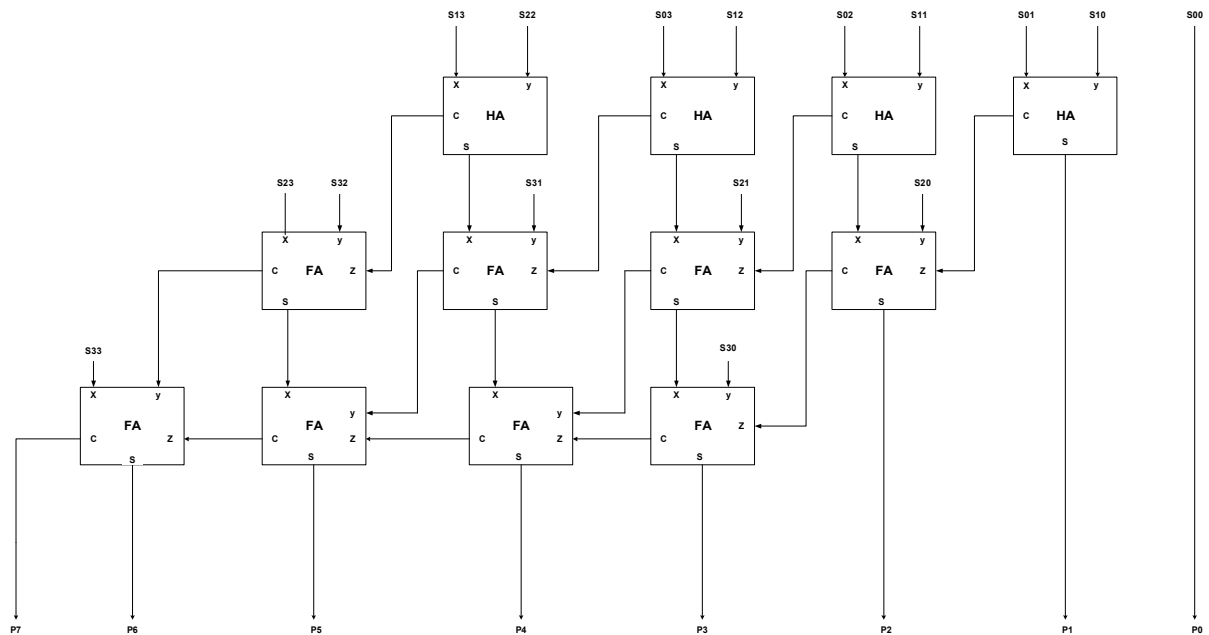 S13 S22 S03 S12 S02 S11 S01 S10 S00
X y X y X y X y
C HA C HA C HA C HA
S S S S
S23 S32 S31 S21 S20
X y X y X y X y
C FA Z C FA Z C FA Z C FA Z
S S S S
S33 S30
X y X X X y
y y
FA FA FA FA Z
C Z C Z C Z C
S S S S
P7 P6 P5 P4 P3 P2 P1 P0